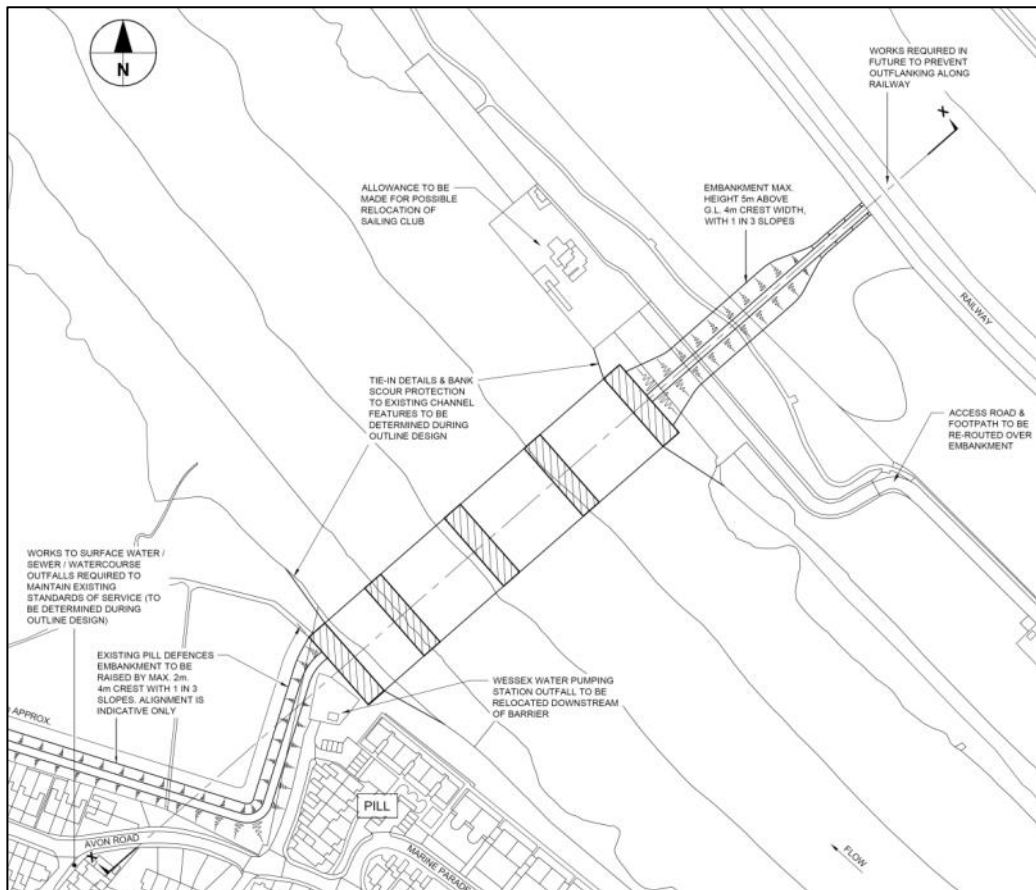 N
WORKS REQUIRED IN
FUTURE TO PREVENT
OUTFLANKING ALONG
RAILWAY
X
ALLOWANCE TO BE
MADE FOR POSSIBLE
RELOCATION OF
SAILING CLUB
EMBANKMENT MAX.
HEIGHT 5m ABOVE
G.L. 4m CREST WIDTH,
WITH 1 IN 3 SLOPES
RAILWAY
TIE-IN DETAILS & BANK
SCOUR PROTECTION
TO EXISTING CHANNEL
FEATURES TO BE
DETERMINED DURING
OUTLINE DESIGN
ACCESS ROAD &
FOOTPATH TO BE
RE-ROUTED OVER
EMBANKMENT
WORKS TO SURFACE WATER /
SEWER / WATERCOURSE
OUTFALLS REQUIRED TO
MAINTAIN EXISTING
STANDARDS OF SERVICE (TO
BE DETERMINED DURING
OUTLINE DESIGN)
EXISTING PILL DEFENCES
EMBANKMENT TO BE
RAISED BY MAX. 2m.
4m CREST WITH 1 IN 3
SLOPES. ALIGNMENT IS
INDICATIVE ONLY
WESSEX WATER PUMPING
STATION OUTFALL TO BE
RELOCATED DOWNSTREAM
OF BARRIER
APPROX.
PILL
AVON ROAD
X
MARINE PARADE
FLOW